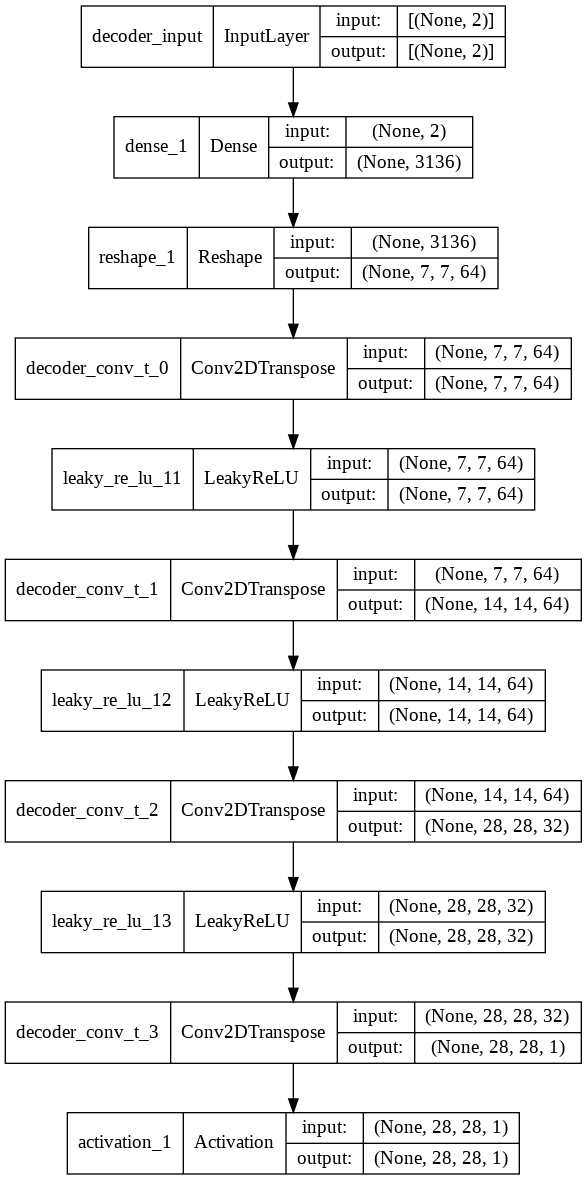 decoder_input InputLayer input: [(None, 2)]
output: [(None, 2)]
dense_1 Dense input: (None, 2)
output: (None, 3136)
reshape_1 Reshape input: (None, 3136)
output: (None, 7, 7, 64)
decoder_conv_t_0 Conv2DTranspose input: (None, 7, 7, 64)
output: (None, 7, 7, 64)
leaky_re_lu_11 LeakyReLU input: (None, 7, 7, 64)
output: (None, 7, 7, 64)
decoder_conv_t_1 Conv2DTranspose input: (None, 7, 7, 64)
output: (None, 14, 14, 64)
leaky_re_lu_12 LeakyReLU input: (None, 14, 14, 64)
output: (None, 14, 14, 64)
decoder_conv_t_2 Conv2DTranspose input: (None, 14, 14, 64)
output: (None, 28, 28, 32)
leaky_re_lu_13 LeakyReLU input: (None, 28, 28, 32)
output: (None, 28, 28, 32)
decoder_conv_t_3 Conv2DTranspose input: (None, 28, 28, 32)
output: (None, 28, 28, 1)
activation_1 Activation input: (None, 28, 28, 1)
output: (None, 28, 28, 1)